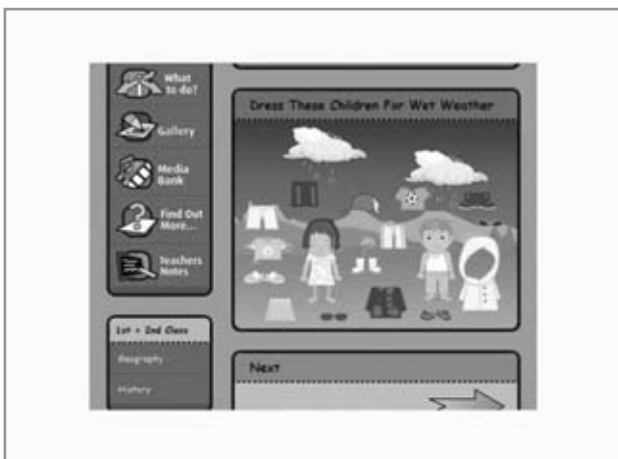 What
to do?
Gallery
Media
Bank
Find Out
More...
Teachers
Notes
1st + 2nd Class
Geography
History
Dress These Children For Wet Weather
Next